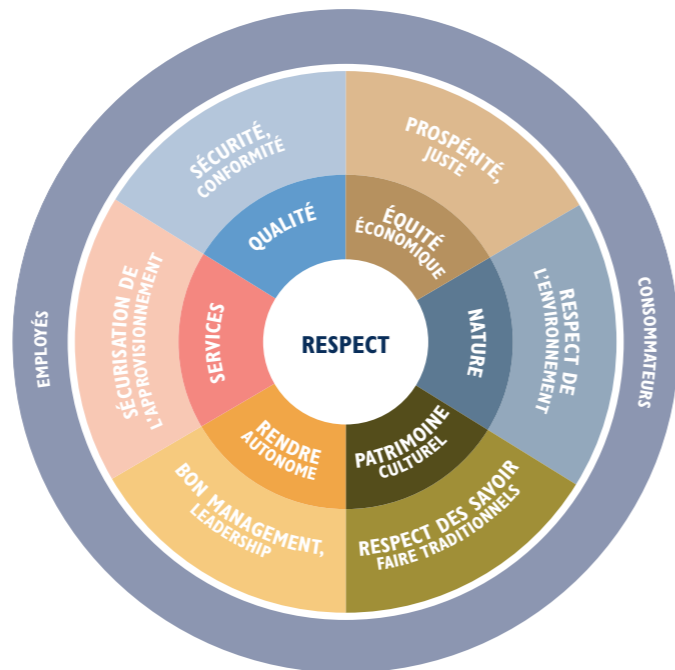 SÉCURITÉ,
CONFORMITÉ
PROSPÉRITÉ,
JUSTE
QUALITÉ
ÉQUITÉ
ÉCONOMIQUE
EMPLOYÉS
SÉCURISATION DE
L'APPROVISIONNEMENT
SERVICES
RESPECT
NATURE
RESPECT DE
L'ENVIRONNEMENT
CONSOMMATEURS
RENDRE
AUTONOME
PATRIMOINE
CULTUREL
BON MANAGEMENT,
LEADERSHIP
RESPECT DES SAVOIR
FAIRE TRADITIONNELS